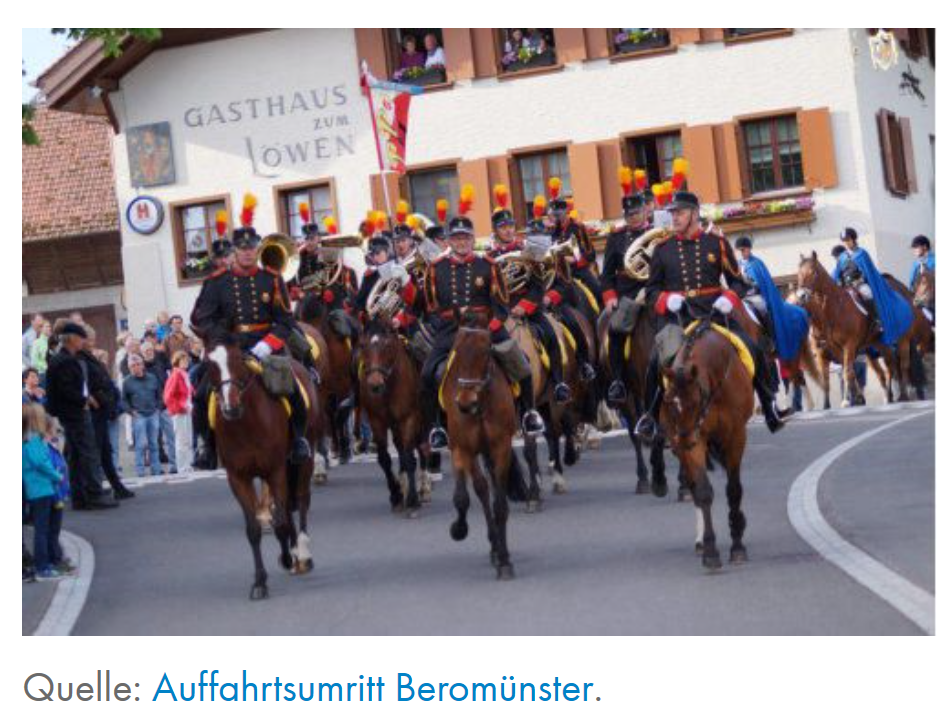 GASTHAUS
ZUM
LÖWEN
H
Quelle: Auffahrtsumritt Beromünster.